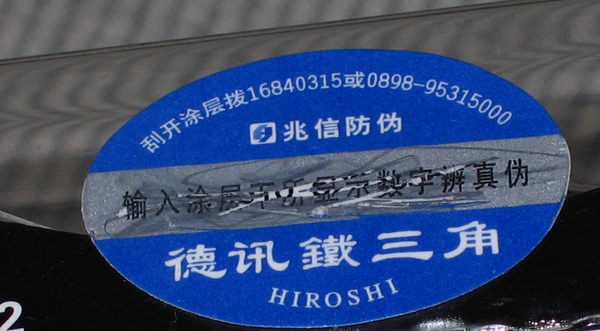 刮开涂层拨16840315或0898-95315000
兆信防伪
输入涂层下所显示数字辨真伪
德讯鐵三角
HIROSHI
2